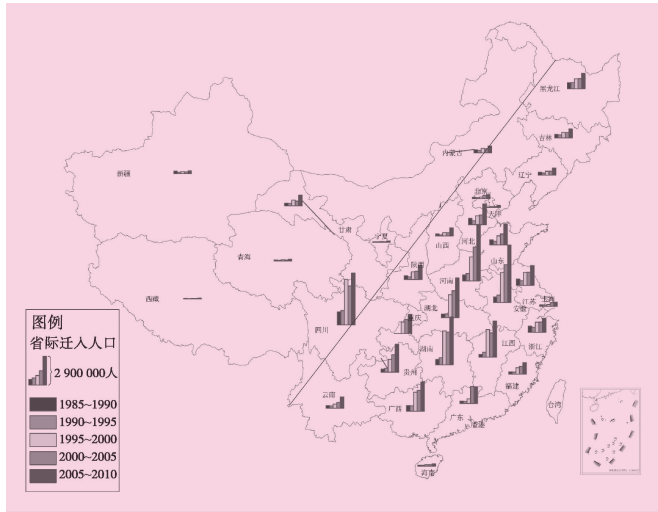 黑龙江
吉林
内蒙古
辽宁
新疆
北京
天津
甘肃
宁夏
山西
河北
青海
山东
陕西
河南
西藏
江苏
上海
安徽
湖北
四川
重庆
浙江
湖南
江西
贵州
福建
云南
广西
广东
台湾
香港
海南
图例
省际迁入人口
2 900 000人
1985~1990
1990~1995
1995~2000
2000~2005
2005~2010